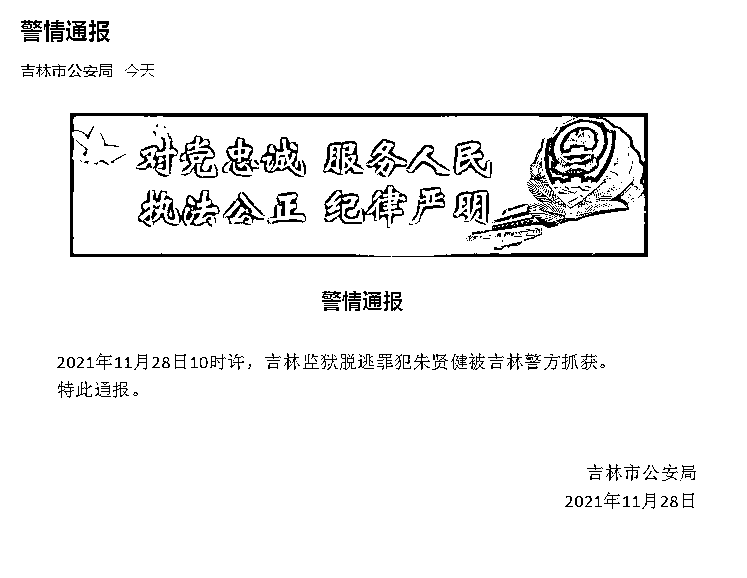 警情通报
吉林市公安局 今天
对党忠诚 服务人民
执法公正 纪律严明
警情通报
2021年11月28日10时许，吉林监狱脱逃罪犯朱贤健被吉林警方抓获。
特此通报。
吉林市公安局
2021年11月28日